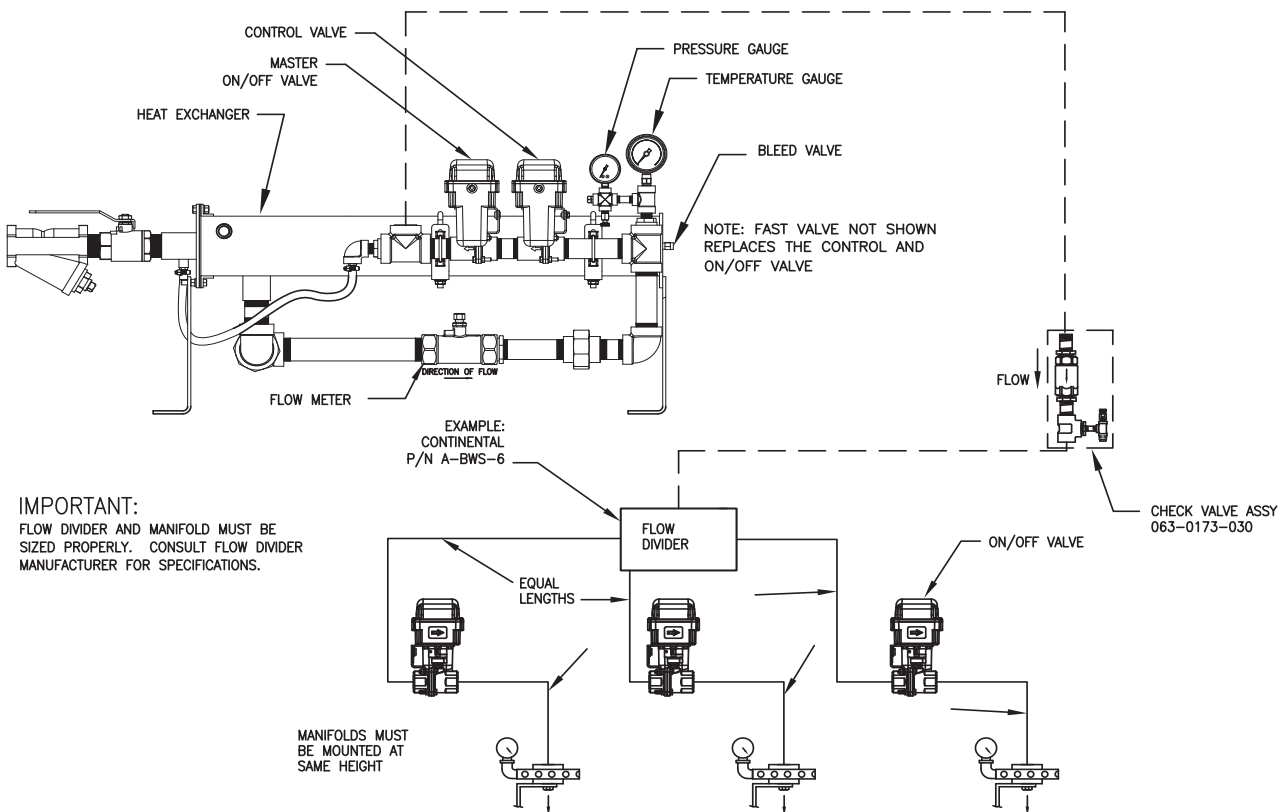 CONTROL VALVE
MASTER
ON/OFF VALVE
HEAT EXCHANGER
PRESSURE GAUGE
TEMPERATURE GAUGE
BLEED VALVE
NOTE: FAST VALVE NOT SHOWN
REPLACES THE CONTROL AND
ON/OFF VALVE
DIRECTION OF FLOW
FLOW METER
FLOW
EXAMPLE:
CONTINENTAL
P/N A-BWS-6
CHECK VALVE ASSY
063-0173-030
IMPORTANT:
FLOW DIVIDER AND MANIFOLD MUST BE
SIZED PROPERLY. CONSULT FLOW DIVIDER
MANUFACTURER FOR SPECIFICATIONS.
FLOW
DIVIDER
ON/OFF VALVE
EQUAL
LENGTHS
MANIFOLDS MUST
BE MOUNTED AT
SAME HEIGHT